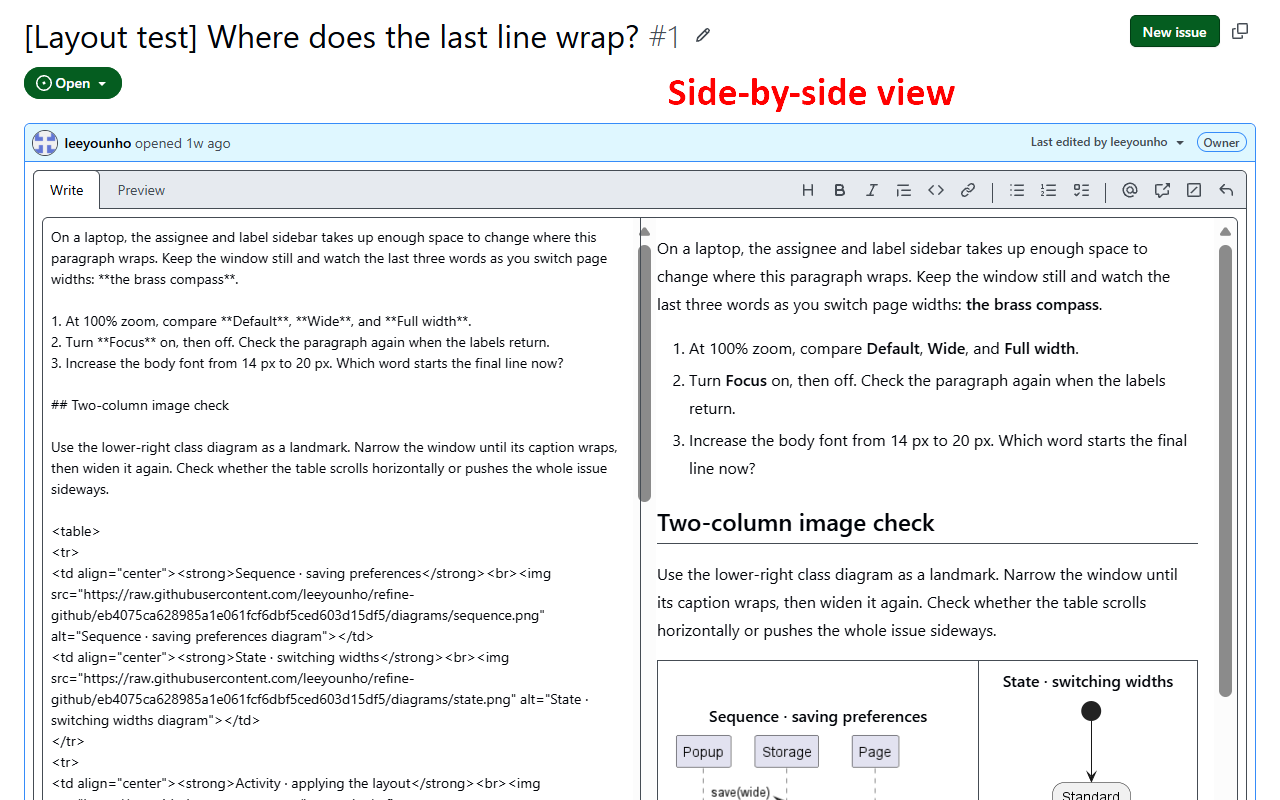 [Layout test] Where does the last line wrap? #1
New issue
Open
Side-by-side view
leeyounho opened 1w ago
Last edited by leeyounho
Owner
Write
Preview
On a laptop, the assignee and label sidebar takes up enough space to change where this
paragraph wraps. Keep the window still and watch the last three words as you switch page
widths: **the brass compass**.
1. At 100% zoom, compare **Default**, **Wide**, and **Full width**.
2. Turn **Focus** on, then off. Check the paragraph again when the labels return.
3. Increase the body font from 14 px to 20 px. Which word starts the final line now?
## Two-column image check
Use the lower-right class diagram as a landmark. Narrow the window until its caption wraps,
then widen it again. Check whether the table scrolls horizontally or pushes the whole issue
sideways.
<table>
<tr>
<td align="center"><strong>Sequence · saving preferences</strong><br><img
src="https://raw.githubusercontent.com/leeyounho/refine-
github/eb4075ca628985a1e061fcf6dbf5ced603d15df5/diagrams/sequence.png"
alt="Sequence · saving preferences diagram"></td>
<td align="center"><strong>State · switching widths</strong><br><img
src="https://raw.githubusercontent.com/leeyounho/refine-
github/eb4075ca628985a1e061fcf6dbf5ced603d15df5/diagrams/state.png" alt="State ·
switching widths diagram"></td>
</tr>
<tr>
<td align="center"><strong>Activity · applying the layout</strong><br><img
On a laptop, the assignee and label sidebar takes up enough space to
change where this paragraph wraps. Keep the window still and watch the
last three words as you switch page widths: the brass compass.
1. At 100% zoom, compare Default, Wide, and Full width.
2. Turn Focus on, then off. Check the paragraph again when the labels
return.
3. Increase the body font from 14 px to 20 px. Which word starts the final
line now?
Two-column image check
Use the lower-right class diagram as a landmark. Narrow the window until
its caption wraps, then widen it again. Check whether the table scrolls
horizontally or pushes the whole issue sideways.
Sequence · saving preferences
Popup
Storage
Page
save(wide)
State · switching widths
Standard